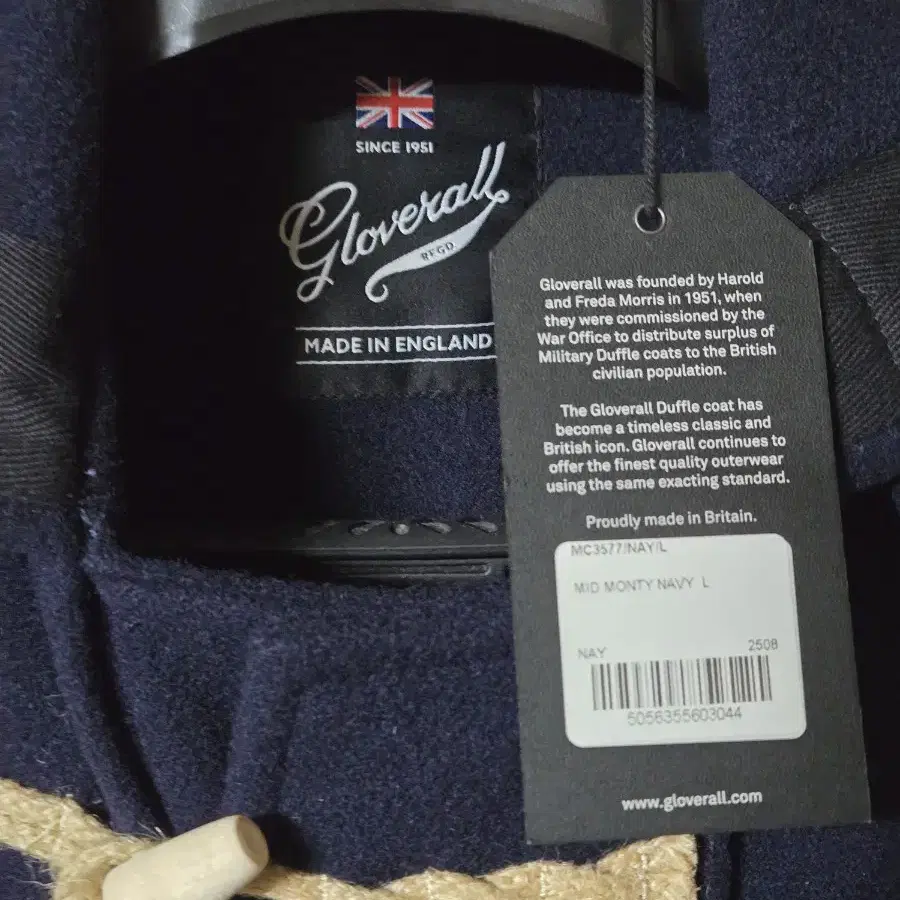 SINCE 1951
Gloverall
REGD
MADE IN ENGLAND
Gloverall was founded by Harold
and Freda Morris in 1951, when
they were commissioned by the
War Office to distribute surplus of
Military Duffle coats to the British
civilian population.
The Gloverall Duffle coat has
become a timeless classic and
British icon. Gloverall continues to
offer the finest quality outerwear
using the same exacting standard.
Proudly made in Britain.
MC3577/NAY/L
MID MONTY NAVY L
NAY 2508
5056355603044
www.gloverall.com